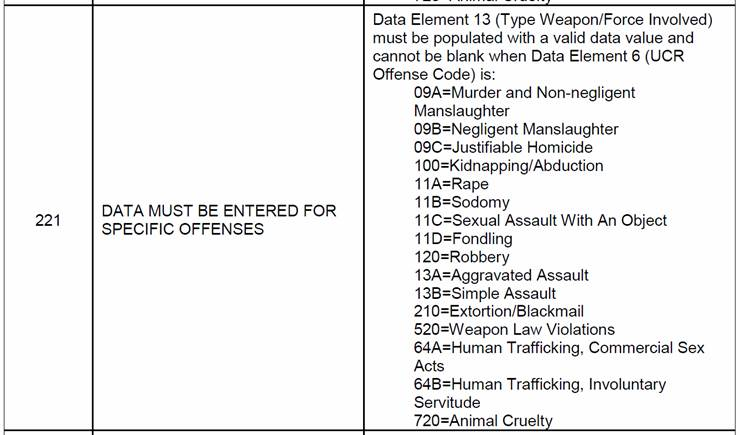 720=Animal Cruelty
Data Element 13 (Type Weapon/Force Involved)
must be populated with a valid data value and
cannot be blank when Data Element 6 (UCR
Offense Code) is:
09A=Murder and Non-negligent
Manslaughter
09B=Negligent Manslaughter
09C=Justifiable Homicide
100=Kidnapping/Abduction
11A=Rape
11B=Sodomy
221
DATA MUST BE ENTERED FOR
SPECIFIC OFFENSES
11C=Sexual Assault With An Object
11D=Fondling
120=Robbery
13A=Aggravated Assault
13B=Simple Assault
210=Extortion/Blackmail
520=Weapon Law Violations
64A=Human Trafficking, Commercial Sex
Acts
64B=Human Trafficking, Involuntary
Servitude
720=Animal Cruelty